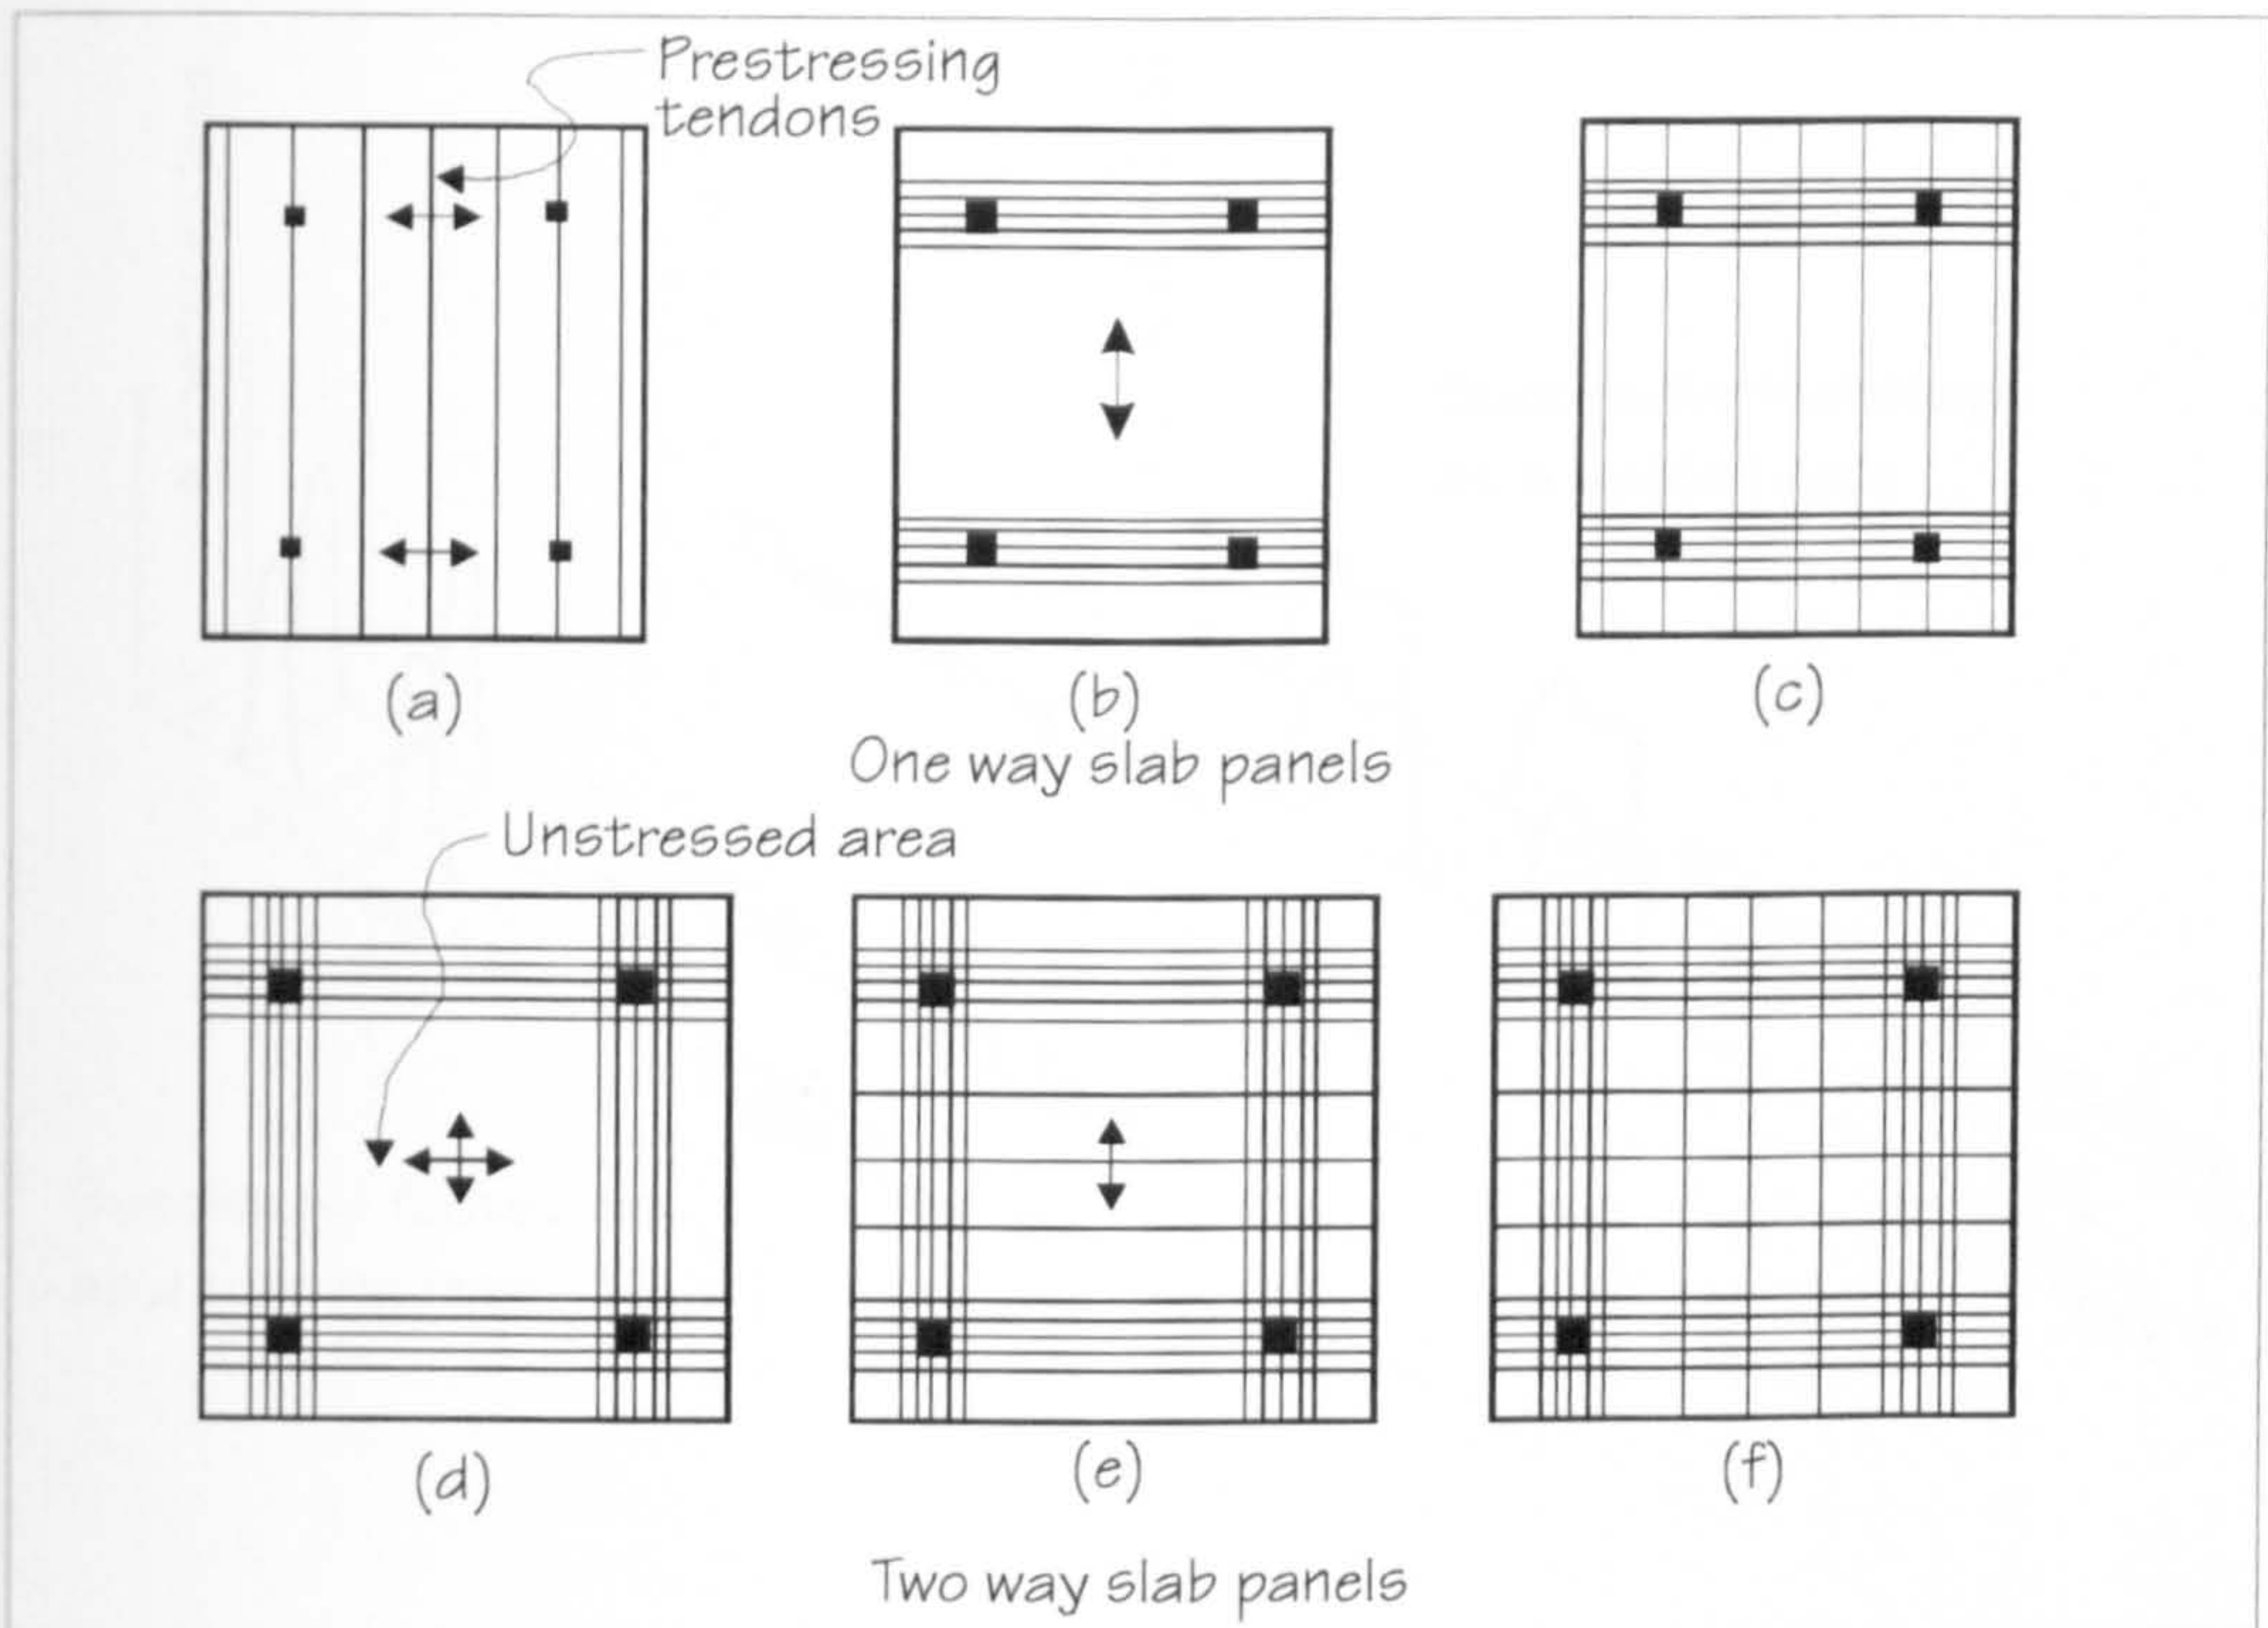 Prestressing
tendons
(a)
(b)
(c)
One way slab panels
Unstressed area
(d)
(e)
(f)
Two way slab panels